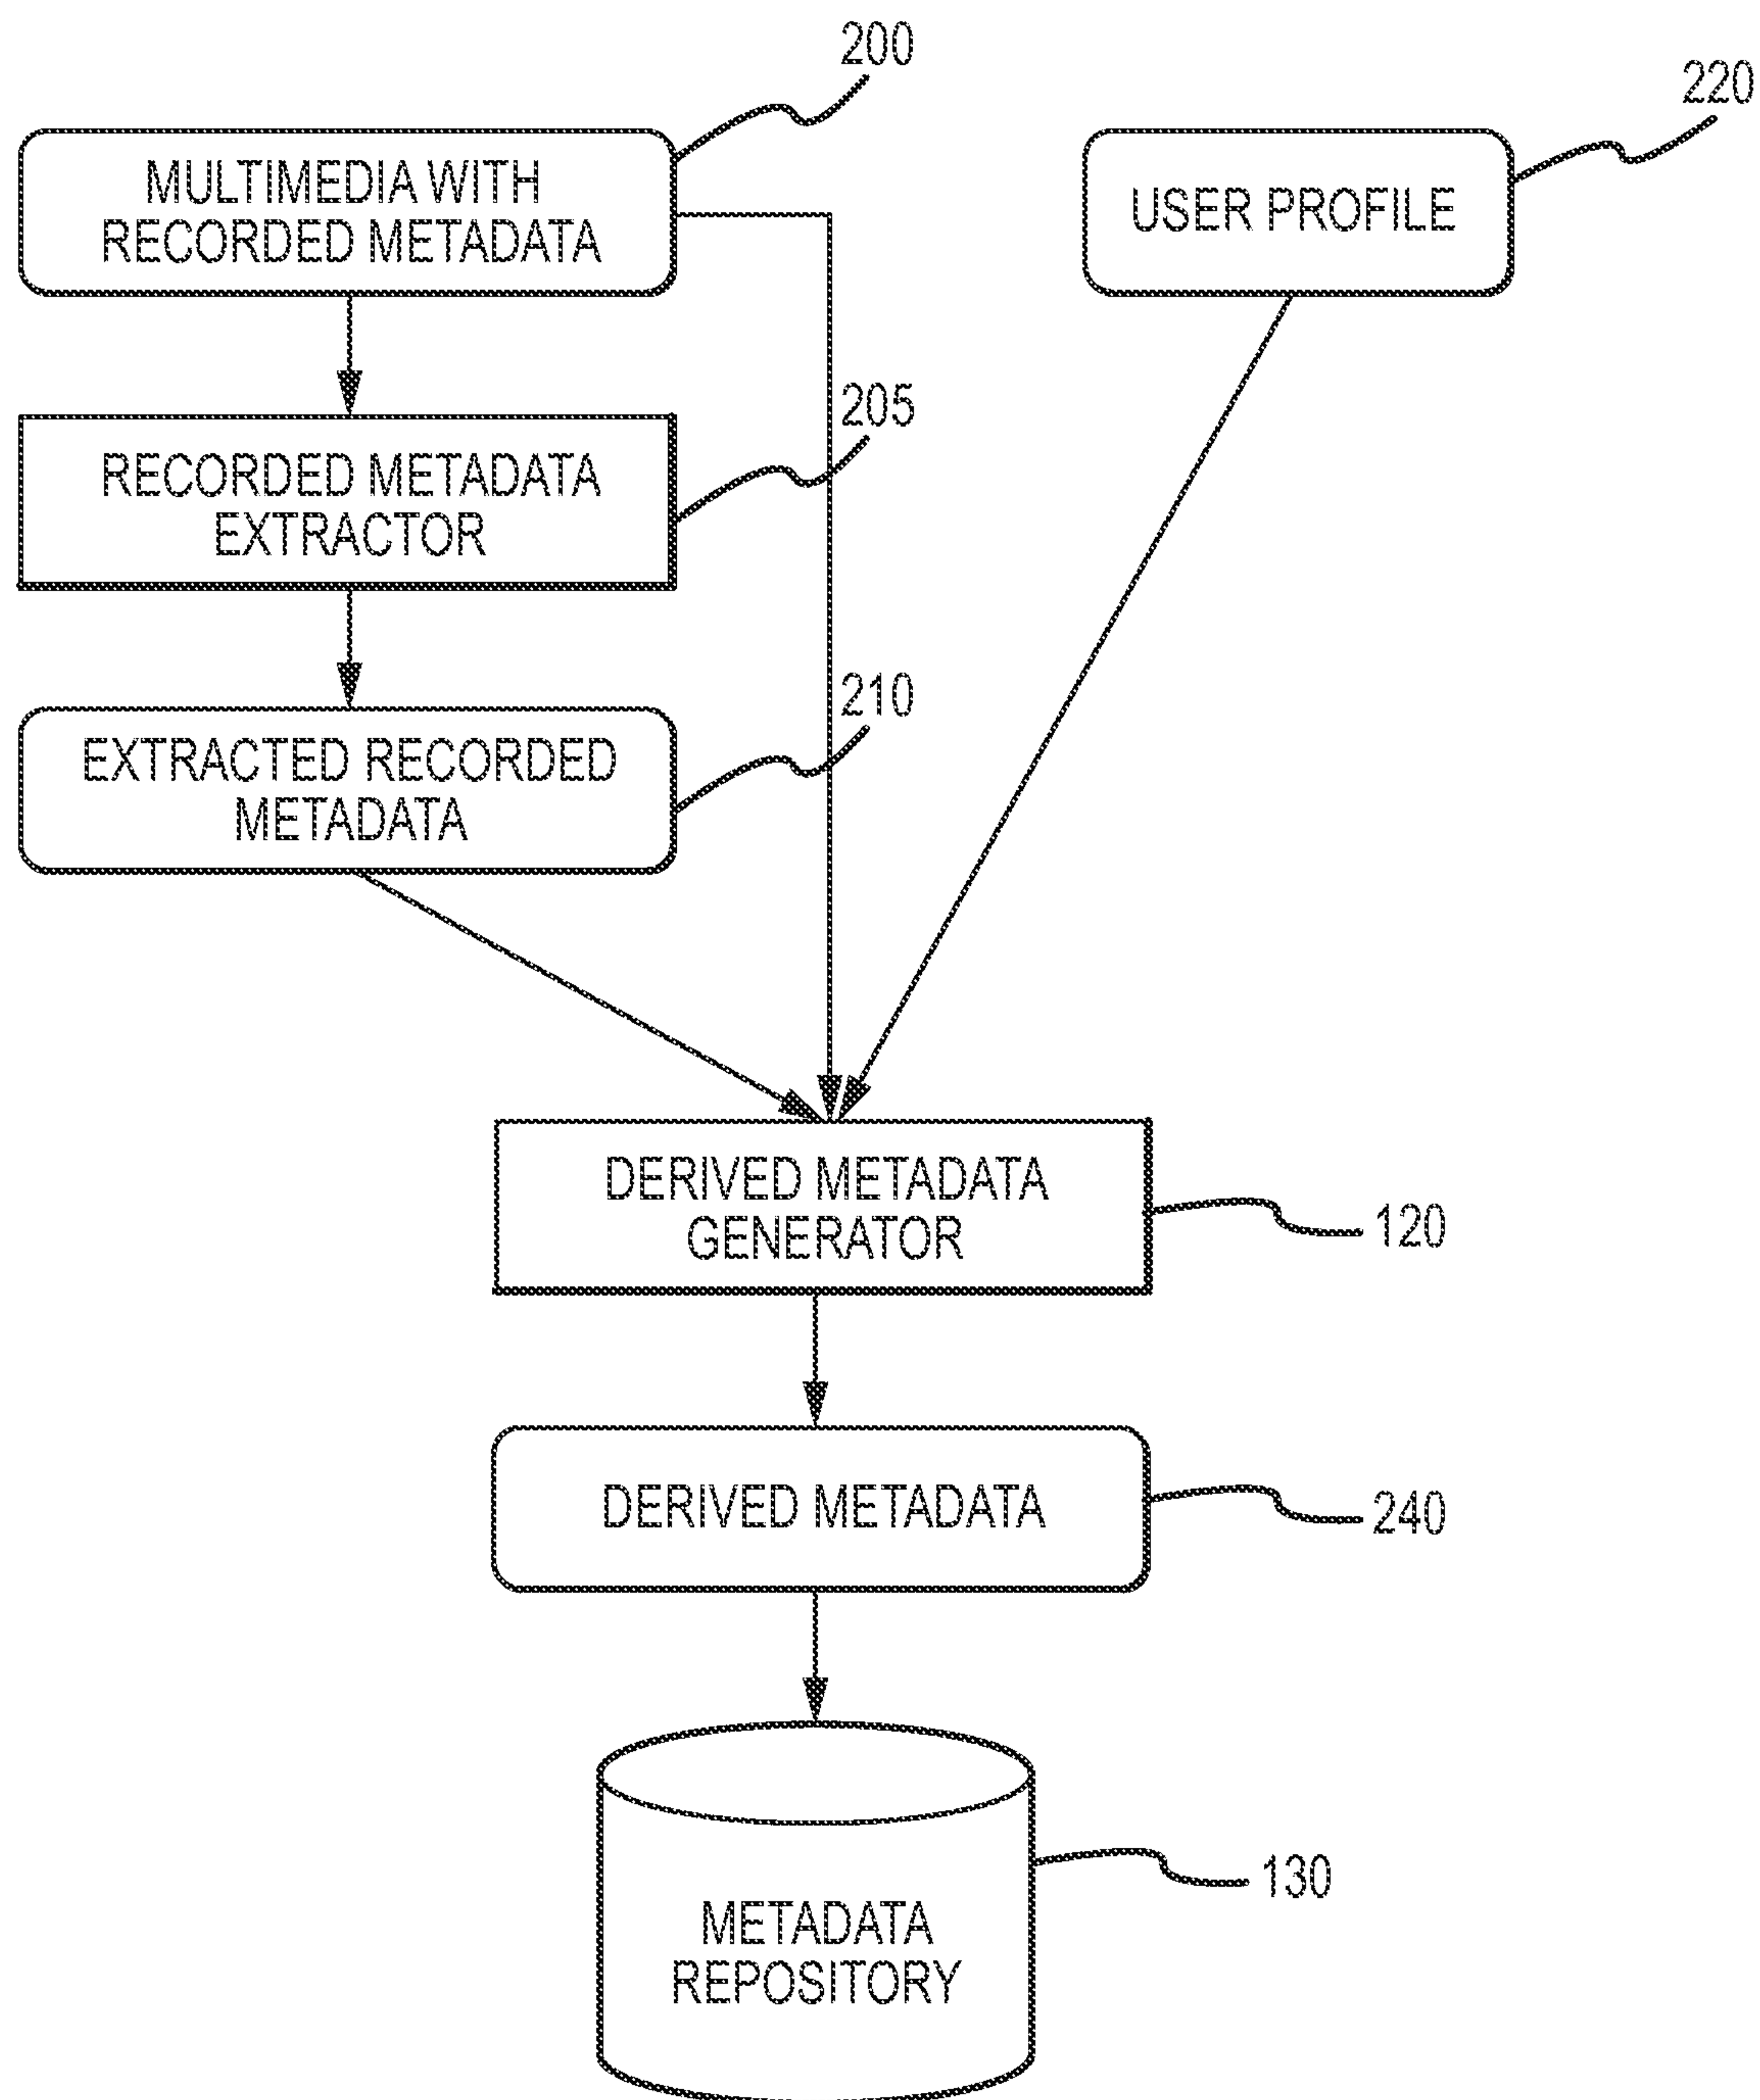 200
220
MULTIMEDIA WITH
RECORDED METADATA
USER PROFILE
205
RECORDED METADATA
EXTRACTOR
210
EXTRACTED RECORDED
METADATA
DERIVED METADATA
GENERATOR
120
DERIVED METADATA
240
130
METADATA
REPOSITORY